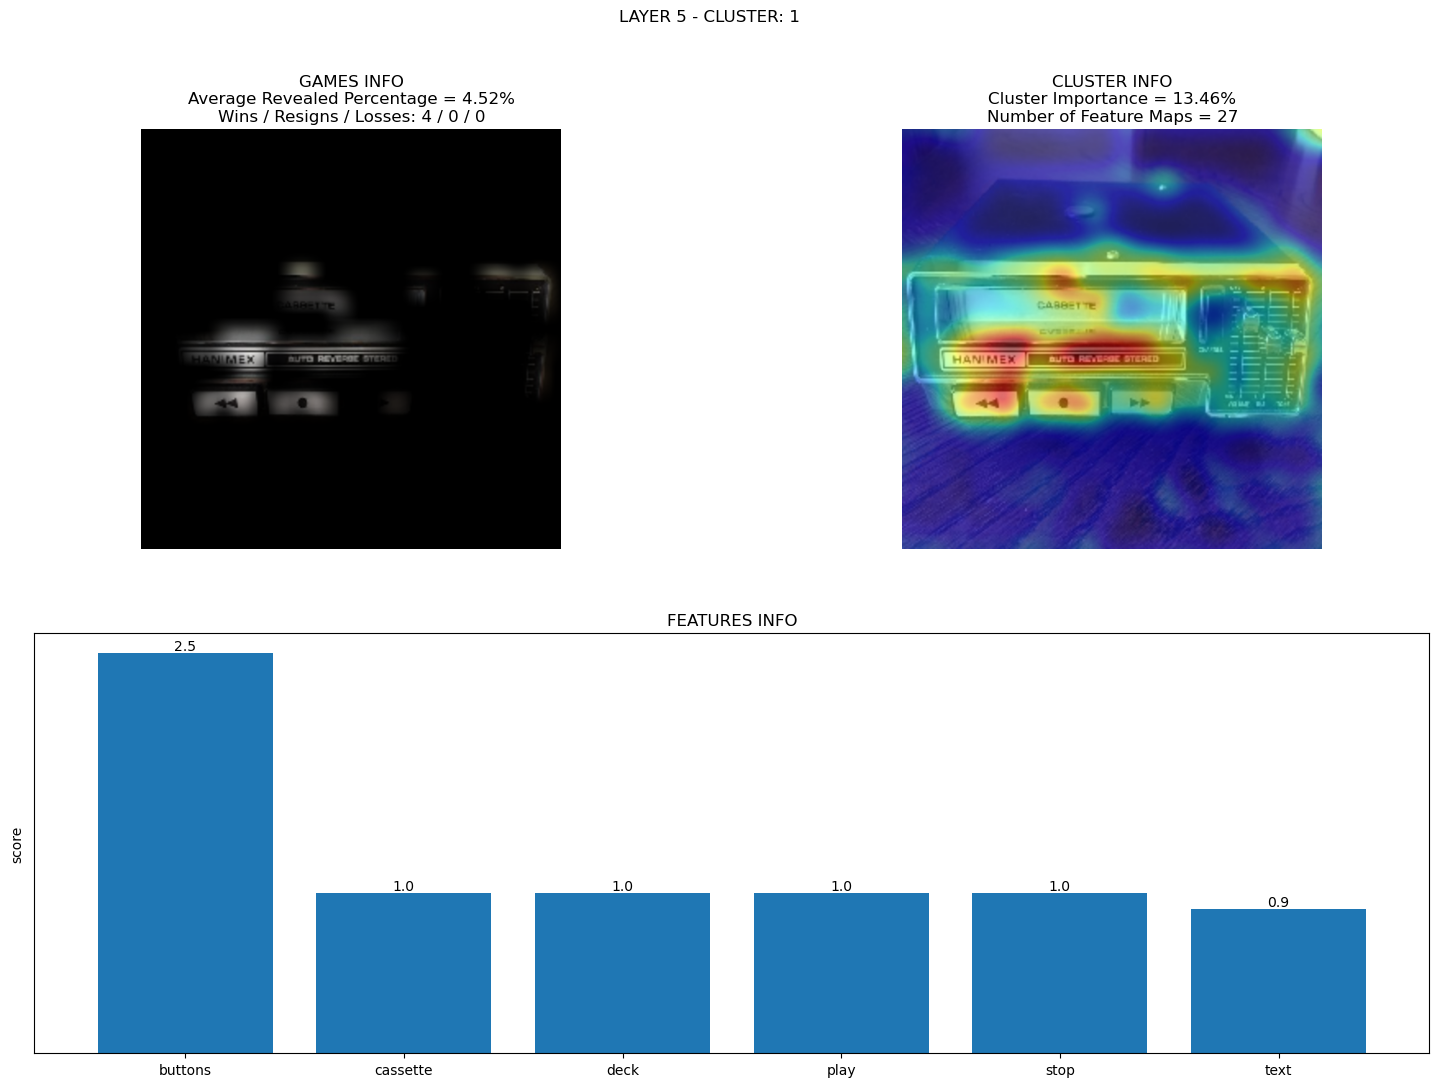 LAYER 5 - CLUSTER: 1
GAMES INFO
Average Revealed Percentage = 4.52%
Wins / Resigns / Losses: 4 / 0 / 0
CASSETTE
HANIMEX AUTO REVERSE STEREO
CLUSTER INFO
Cluster Importance = 13.46%
Number of Feature Maps = 27
CASSETTE
HANIMEX AUTO REVERSE STEREO
FEATURES INFO
score
2.5
1.0
1.0
1.0
1.0
0.9
buttons cassette deck play stop text